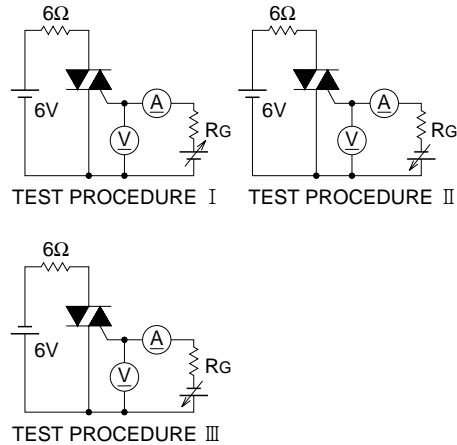 6Ω
6V
A
V
RG
TEST PROCEDURE Ⅰ
6Ω
6V
A
V
RG
TEST PROCEDURE Ⅱ
6Ω
6V
A
V
RG
TEST PROCEDURE Ⅲ